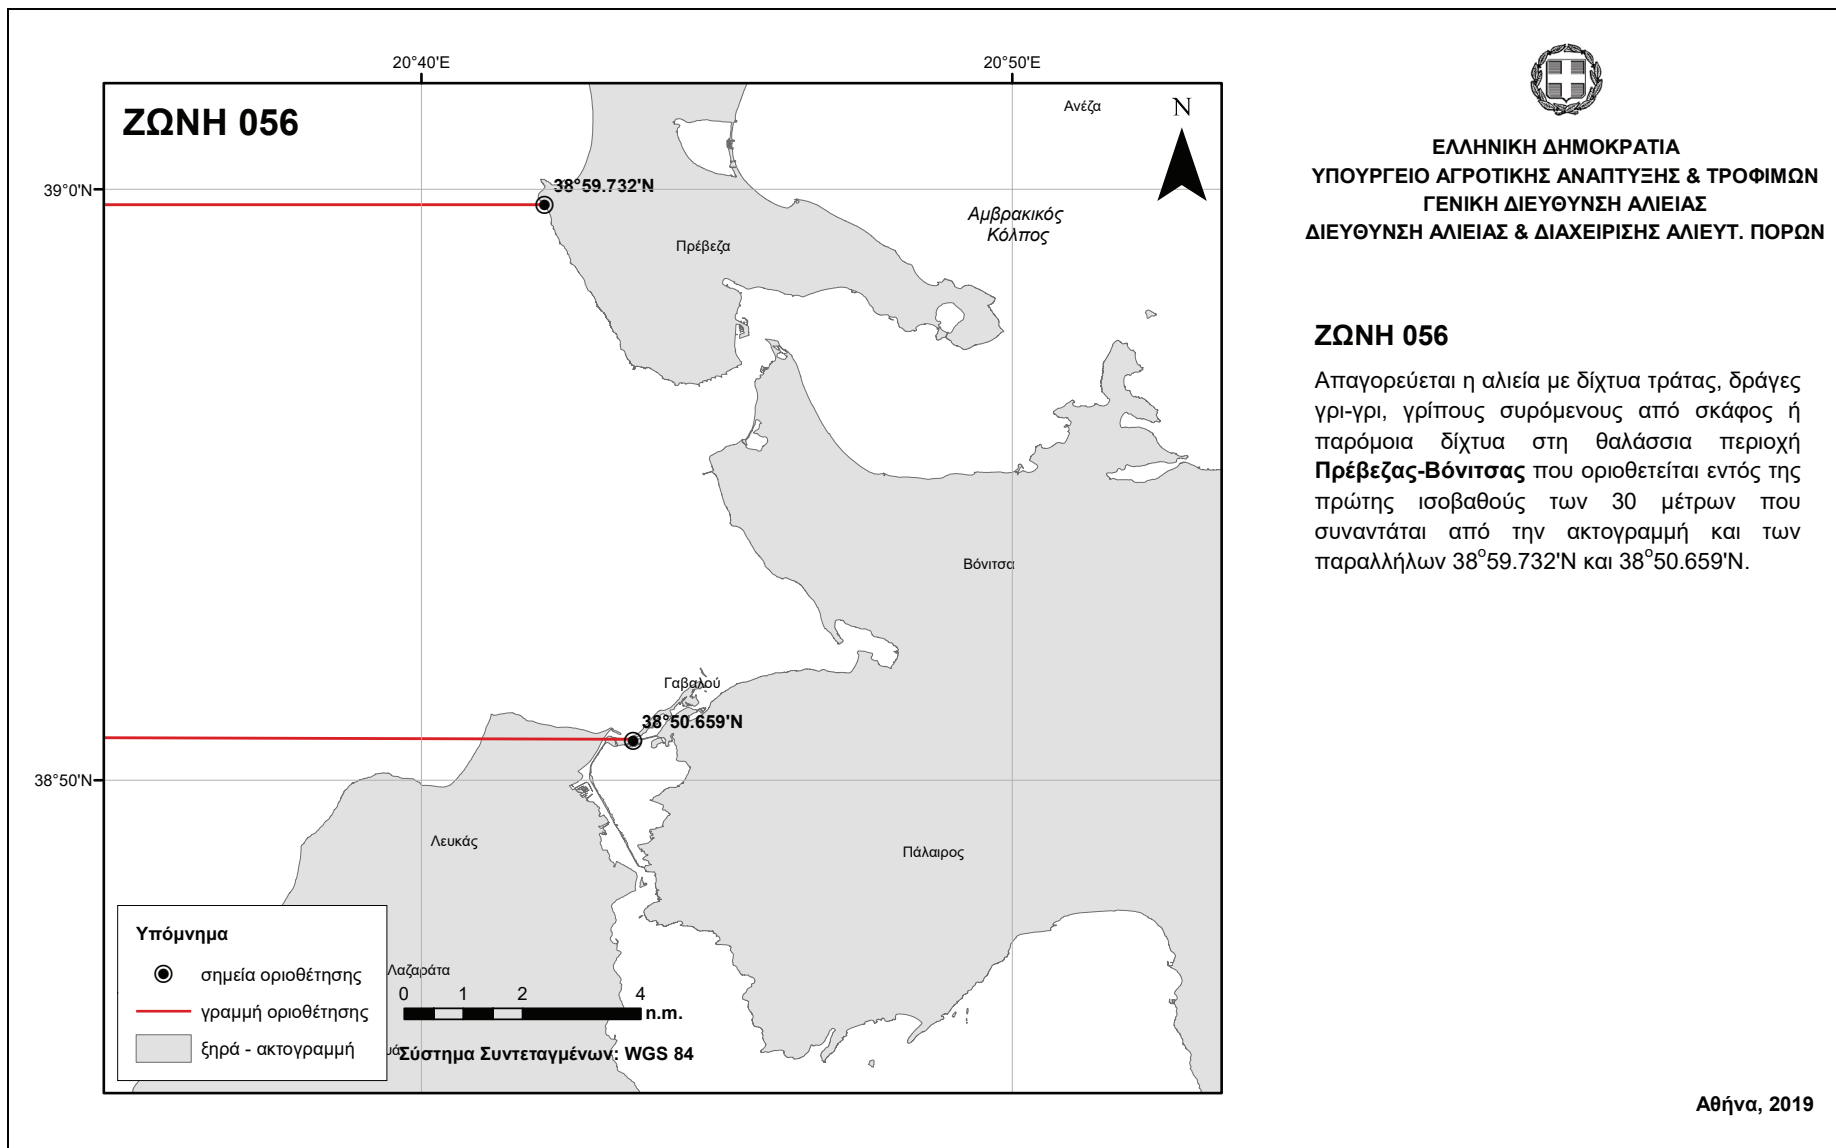 20°40'E
20°50'E
ΖΩΝΗ 056
Ανέζα
N
39°0'N
38°59.732'N
Αμβρακικός
Κόλπος
Πρέβεζα
Βόνιτσα
Γαβαλού
38°50.659'N
38°50'N
Λευκάς
Πάλαιρος
Υπόμνημα
σημεία οριοθέτησης
γραμμή οριοθέτησης
ξηρά - ακτογραμμή
Λαζαράτα
0 1 2 4
n.m.
Σύστημα Συντεταγμένων: WGS 84
ΕΛΛΗΝΙΚΗ ΔΗΜΟΚΡΑΤΙΑ
ΥΠΟΥΡΓΕΙΟ ΑΓΡΟΤΙΚΗΣ ΑΝΑΠΤΥΞΗΣ & ΤΡΟΦΙΜΩΝ
ΓΕΝΙΚΗ ΔΙΕΥΘΥΝΣΗ ΑΛΙΕΙΑΣ
ΔΙΕΥΘΥΝΣΗ ΑΛΙΕΙΑΣ & ΔΙΑΧΕΙΡΙΣΗΣ ΑΛΙΕΥΤ. ΠΟΡΩΝ
ΖΩΝΗ 056
Απαγορεύεται η αλιεία με δίχτυα τράτας, δράγες
γρι-γρι, γρίπους συρόμενους από σκάφος ή
παρόμοια δίχτυα στη θαλάσσια περιοχή
Πρέβεζας-Βόνιτσας που οριοθετείται εντός της
πρώτης ισοβαθούς των 30 μέτρων που
συναντάται από την ακτογραμμή και των
παραλλήλων 38°59.732'N και 38°50.659'N.
Αθήνα, 2019